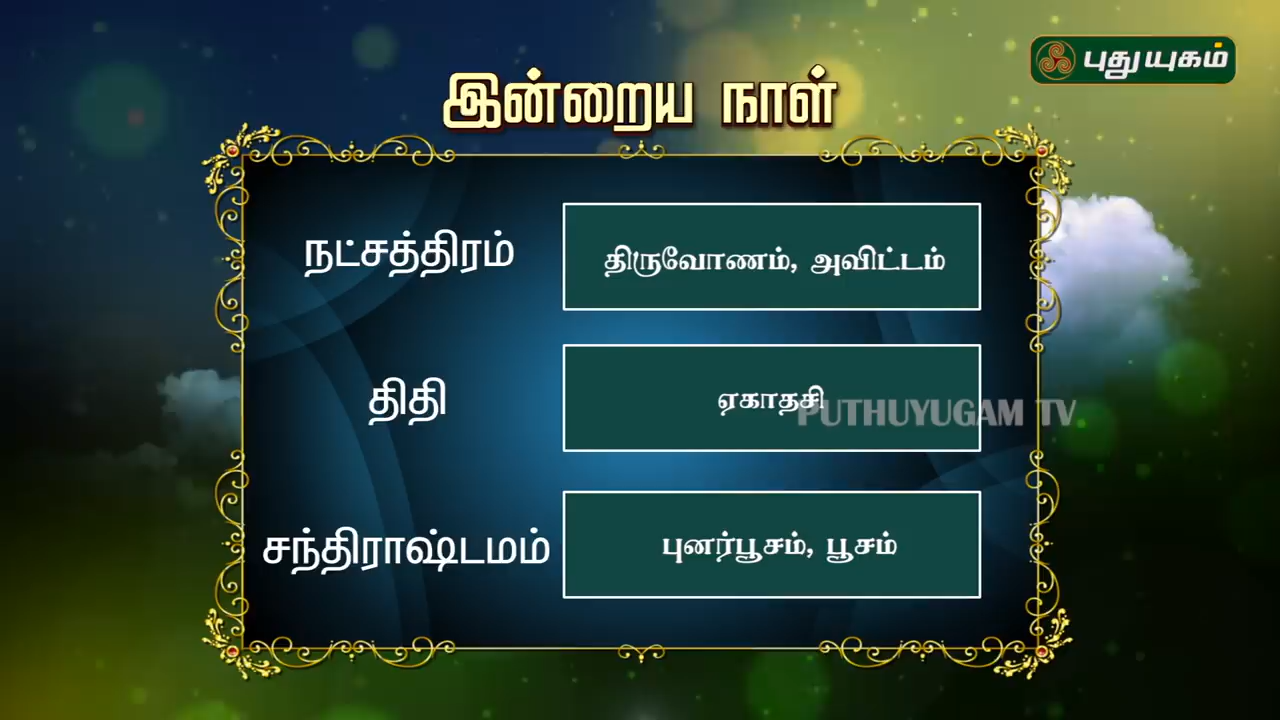 புதுயுகம்
இன்றைய நாள்
நட்சத்திரம்
திருவோணம், அவிட்டம்
திதி
ஏகாதசி
PUTHUYUGAM TV
சந்திராஷ்டமம்
புனர்பூசம், பூசம்